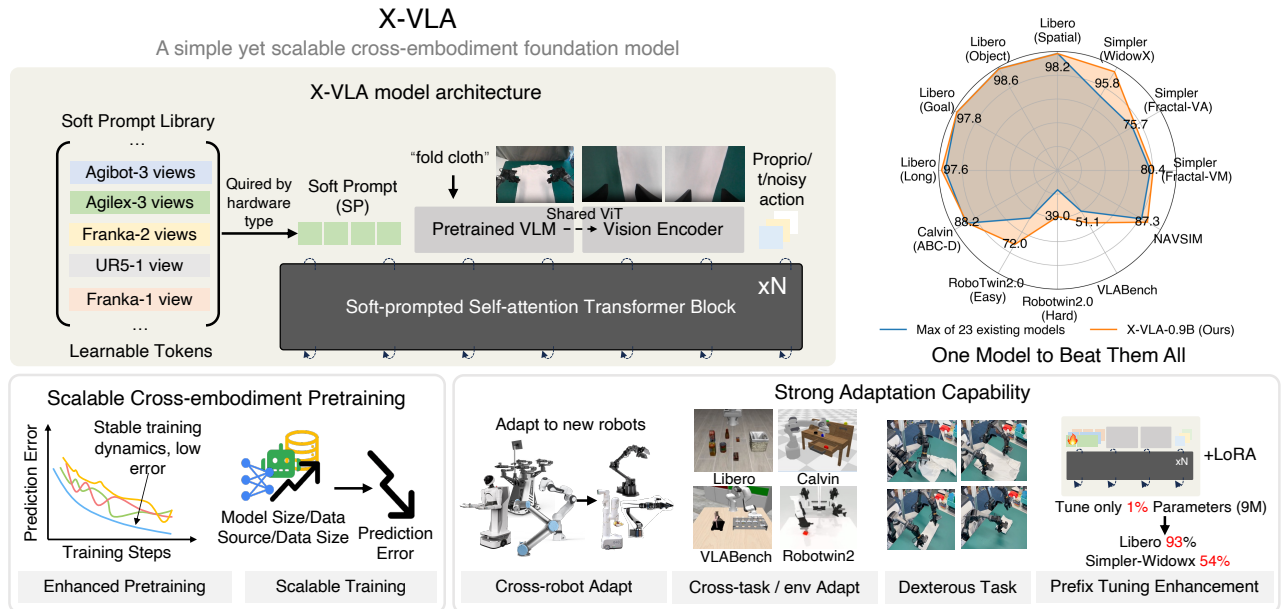 X-VLA
A simple yet scalable cross-embodiment foundation model
X-VLA model architecture
Soft Prompt Library
...
Agibot-3 views
Agilex-3 views
Franka-2 views
UR5-1 view
Franka-1 view
...
Learnable Tokens
Quired by
hardware
type
Soft Prompt
(SP)
"fold cloth"
Pretrained VLM
Shared ViT
Vision Encoder
Proprio/
t/noisy
action
xN
Soft-prompted Self-attention Transformer Block
Libero
(Spatial)
Simpler
(WidowX)
Simpler
(Fractal-VA)
Simpler
(Fractal-VM)
NAVSIM
VLABench
Robotwin2.0
(Hard)
RoboTwin2.0
(Easy)
Calvin
(ABC-D)
Libero
(Long)
Libero
(Goal)
Libero
(Object)
98.2
95.8
75.7
80.4
87.3
51.1
39.0
72.0
88.2
97.6
97.8
98.6
Max of 23 existing models
X-VLA-0.9B (Ours)
One Model to Beat Them All
Scalable Cross-embodiment Pretraining
Prediction Error
Stable training
dynamics, low
error
Training Steps
Enhanced Pretraining
Model Size/Data
Source/Data Size
Prediction
Error
Scalable Training
Strong Adaptation Capability
Adapt to new robots
Cross-robot Adapt
Libero
Calvin
VLABench
Robotwin2
Cross-task / env Adapt
Dexterous Task
xN
+LoRA
Tune only 1% Parameters (9M)
Libero 93%
Simpler-Widowx 54%
Prefix Tuning Enhancement